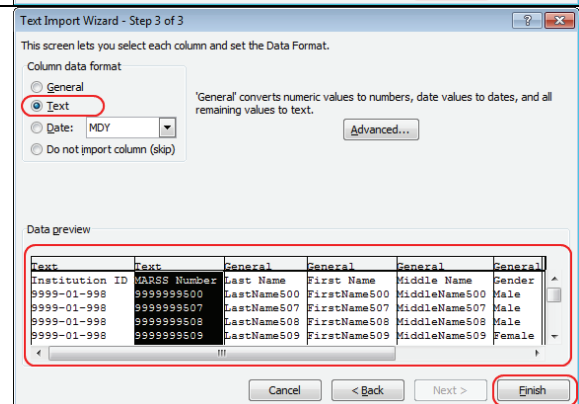 Text Import Wizard - Step 3 of 3
This screen lets you select each column and set the Data Format.
Column data format
General
Text
Date: MDY
Do not import column (skip)
'General' converts numeric values to numbers, date values to dates, and all
remaining values to text.
Advanced...
Data preview
Text Text General General General General
Institution ID MARSS Number Last Name First Name Middle Name Gender
9999-01-998 9999999500 LastName500 FirstName500 MiddleName500 Male
9999-01-998 9999999507 LastName507 FirstName507 MiddleName507 Male
9999-01-998 9999999508 LastName508 FirstName508 MiddleName508 Male
9999-01-998 9999999509 LastName509 FirstName509 MiddleName509 Female
Cancel < Back Next > Finish